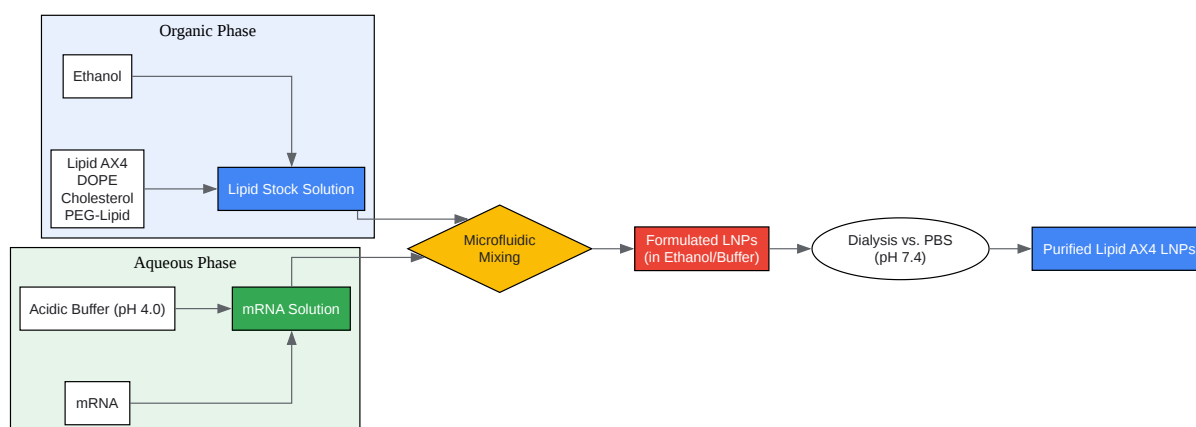 Organic Phase
Ethanol
Lipid AX4
DOPE
Cholesterol
PEG-Lipid
Lipid Stock Solution
Aqueous Phase
Acidic Buffer (pH 4.0)
mRNA Solution
mRNA
Microfluidic
Mixing
Formulated LNPs
(in Ethanol/Buffer)
Dialysis vs. PBS
(pH 7.4)
Purified Lipid AX4 LNPs